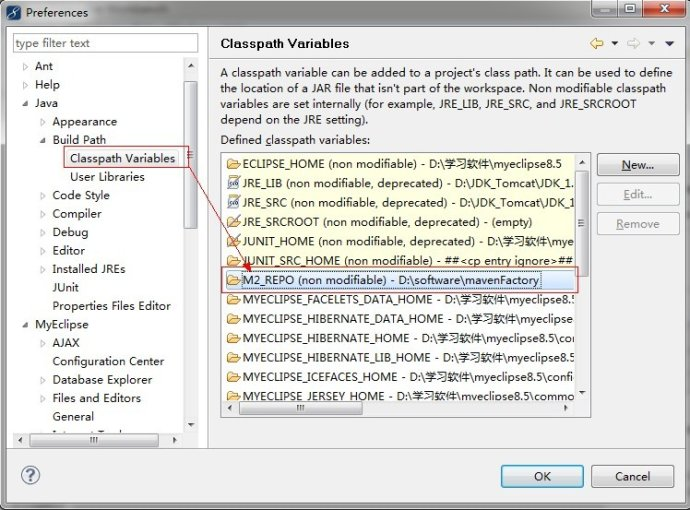 Preferences
type filter text
Ant
Help
Java
Appearance
Build Path
Classpath Variables
User Libraries
Code Style
Compiler
Debug
Editor
Installed JREs
JUnit
Properties Files Editor
MyEclipse
AJAX
Configuration Center
Database Explorer
Files and Editors
General
Classpath Variables
A classpath variable can be added to a project's class path. It can be used to define
the location of a JAR file that isn't part of the workspace. Non modifiable classpath
variables are set internally (for example, JRE_LIB, JRE_SRC, and JRE_SRCROOT
depend on the JRE setting).
Defined classpath variables:
ECLIPSE_HOME (non modifiable) - D:\学习软件\myeclipse8.5
JRE_LIB (non modifiable, deprecated) - D:\JDK_Tomcat\JDK_1.
JRE_SRC (non modifiable, deprecated) - D:\JDK_Tomcat\JDK_1.
JRE_SRCROOT (non modifiable, deprecated) - (empty)
JUNIT_HOME (non modifiable, deprecated) - D:\学习软件\mye
JUNIT_SRC_HOME (non modifiable) - ##<cp entry ignore>##
M2_REPO (non modifiable) - D:\software\mavenFactory
MYECLIPSE_FACELETS_DATA_HOME - D:\学习软件\myeclipse8.5
MYECLIPSE_HIBERNATE_DATA_HOME - D:\学习软件\myeclipse8.
MYECLIPSE_HIBERNATE_HOME - D:\学习软件\myeclipse8.5\com
MYECLIPSE_HIBERNATE_LIB_HOME - D:\学习软件\myeclipse8.5
MYECLIPSE_ICEFACES_HOME - D:\学习软件\myeclipse8.5\confi
MYECLIPSE_JERSEY_HOME - D:\学习软件\myeclipse8.5\commo
New...
Edit...
Remove
OK
Cancel